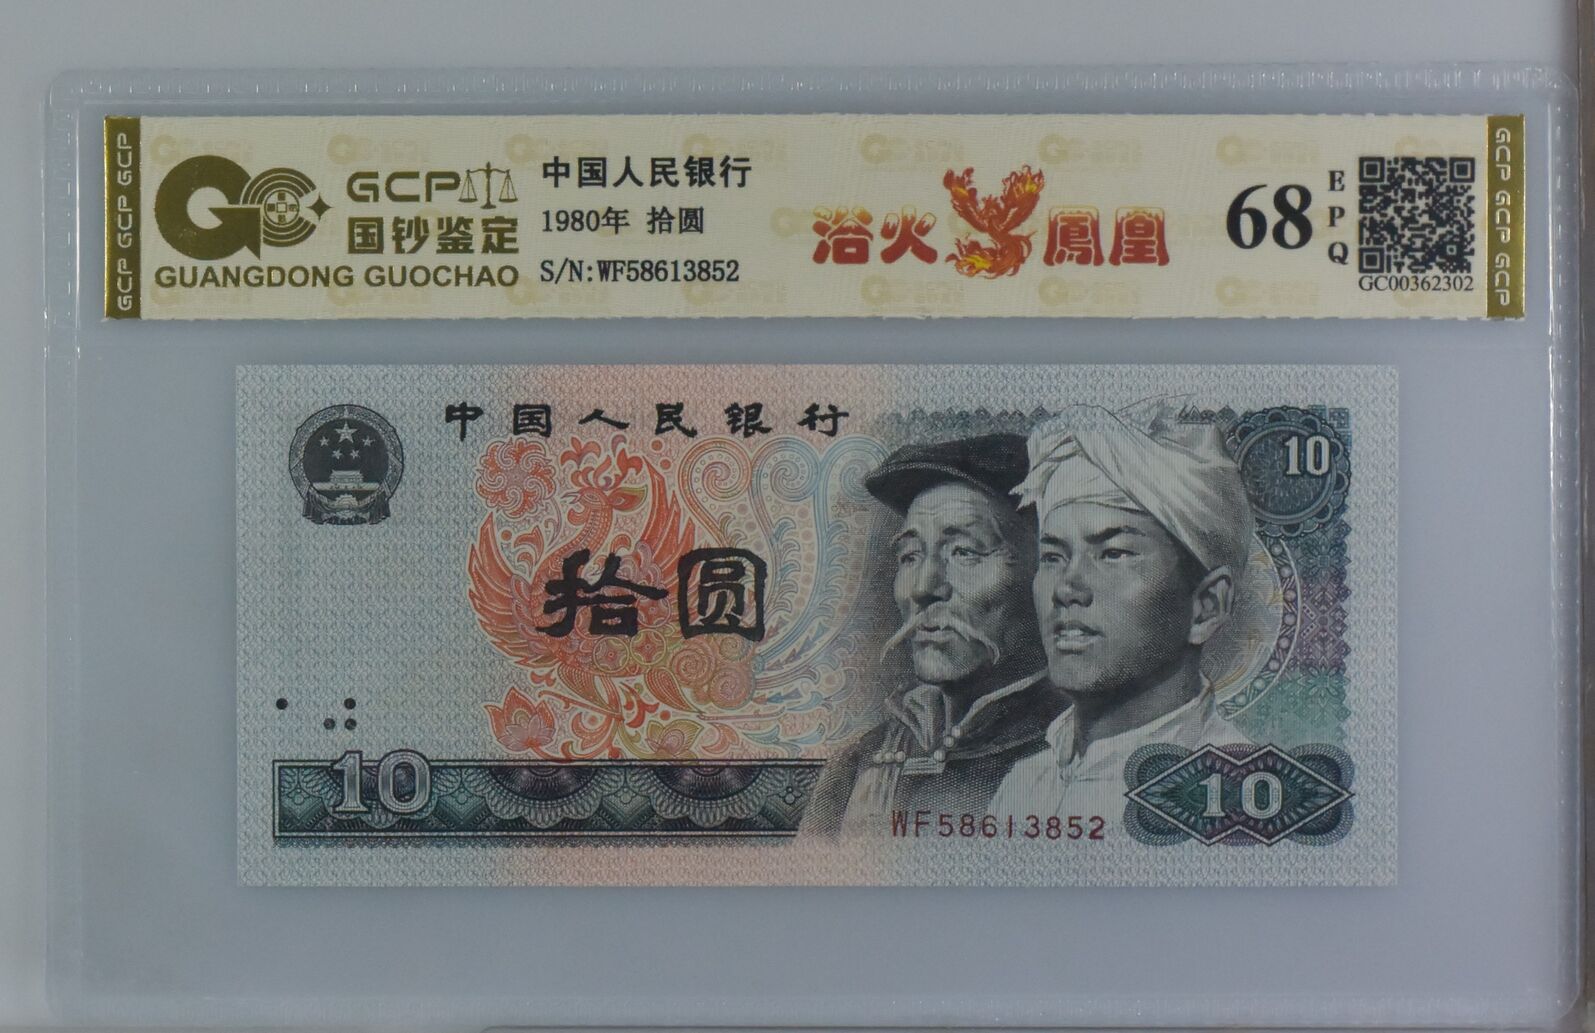 GCP GCP GCP
GCP
国钞鉴定
GUANGDONG GUOCHAO
中国人民银行
1980年 拾圆
S/N:WF58613852
浴火鳳凰
68
EPQ
GC00362302
GCP GCP GCP
中国人民银行
10
拾圆
10
WF58613852
10